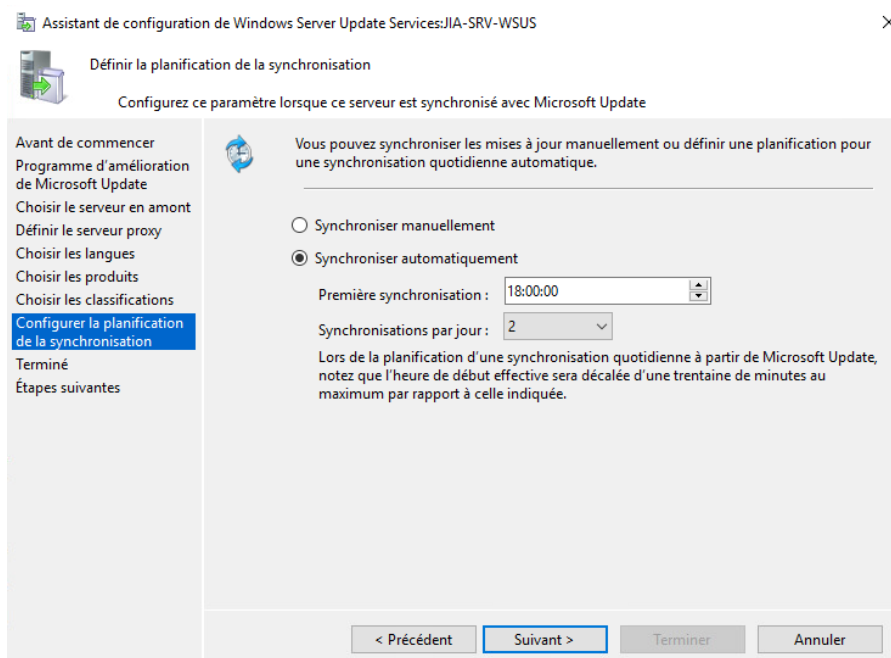 Assistant de configuration de Windows Server Update Services:JIA-SRV-WSUS
Définir la planification de la synchronisation
Configurez ce paramètre lorsque ce serveur est synchronisé avec Microsoft Update
Avant de commencer
Programme d'amélioration
de Microsoft Update
Choisir le serveur en amont
Définir le serveur proxy
Choisir les langues
Choisir les produits
Choisir les classifications
Configurer la planification
de la synchronisation
Terminé
Étapes suivantes
Vous pouvez synchroniser les mises à jour manuellement ou définir une planification pour
une synchronisation quotidienne automatique.
Synchroniser manuellement
Synchroniser automatiquement
Première synchronisation : 18:00:00
Synchronisations par jour : 2
Lors de la planification d'une synchronisation quotidienne à partir de Microsoft Update,
notez que l'heure de début effective sera décalée d'une trentaine de minutes au
maximum par rapport à celle indiquée.
< Précédent Suivant > Terminer Annuler